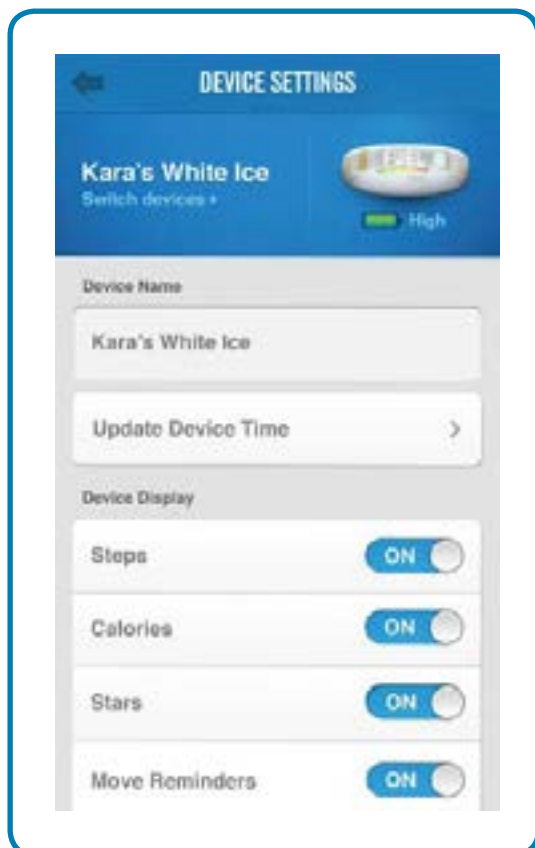 DEVICE SETTINGS
Kara's White Ice
Switch devices
High
Device Name
Kara's White Ice
Update Device Time
Device Display
Steps ON
Calories ON
Stars ON
Move Reminders ON